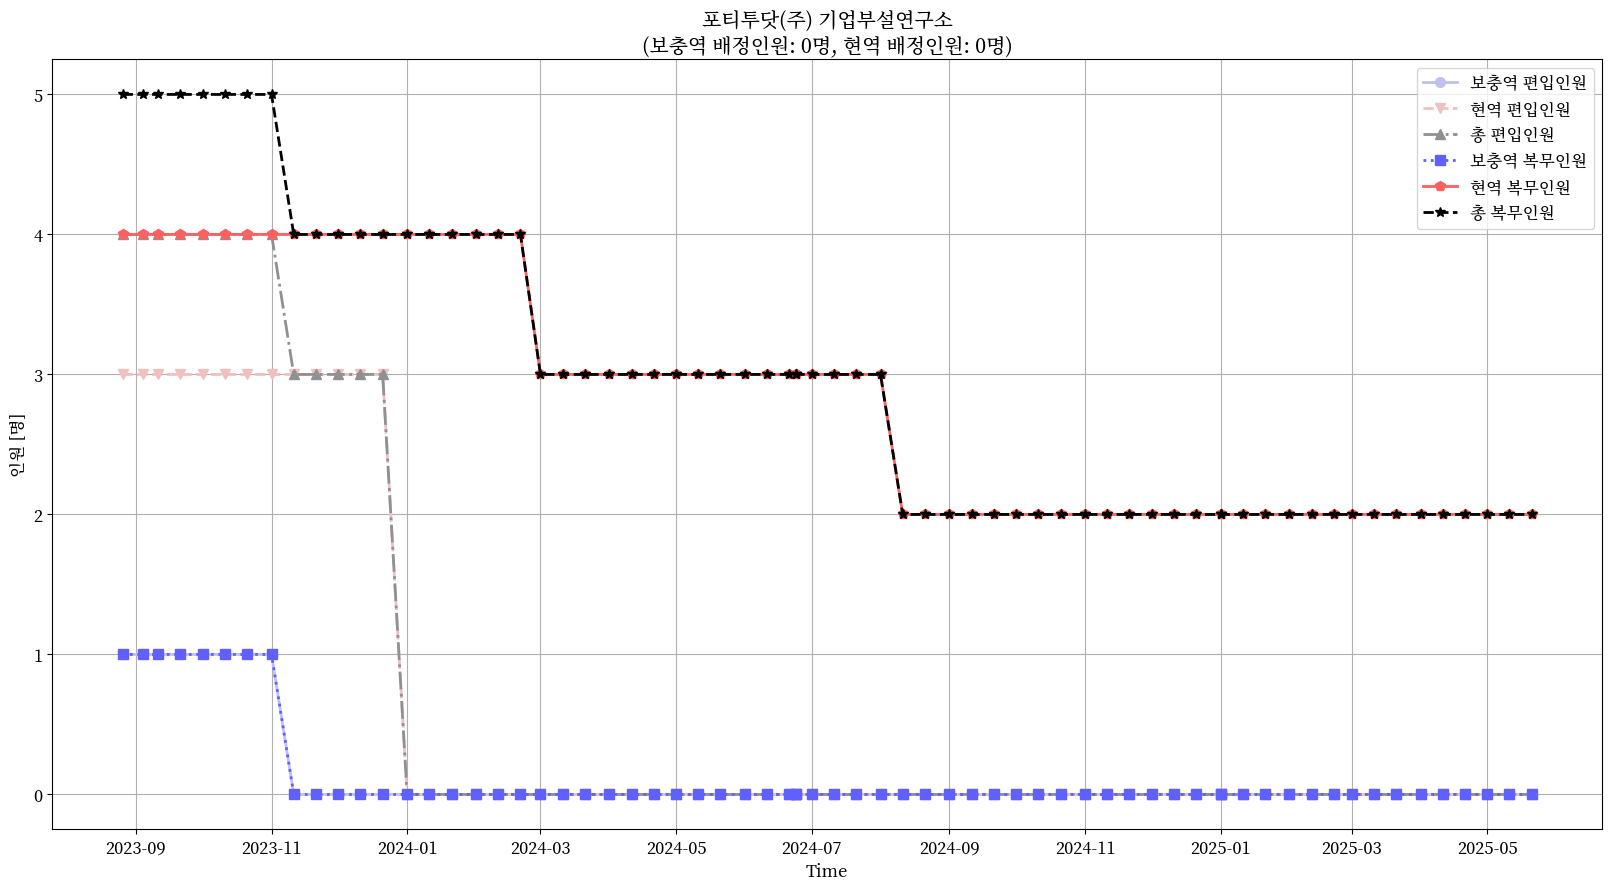 포티투닷(주) 기업부설연구소
(보충역 배정인원: 0명, 현역 배정인원: 0명)
보충역 편입인원
현역 편입인원
총 편입인원
보충역 복무인원
현역 복무인원
총 복무인원
인원 [명]
5
4
3
2
1
0
2023-09
2023-11
2024-01
2024-03
2024-05
2024-07
2024-09
2024-11
2025-01
2025-03
2025-05
Time